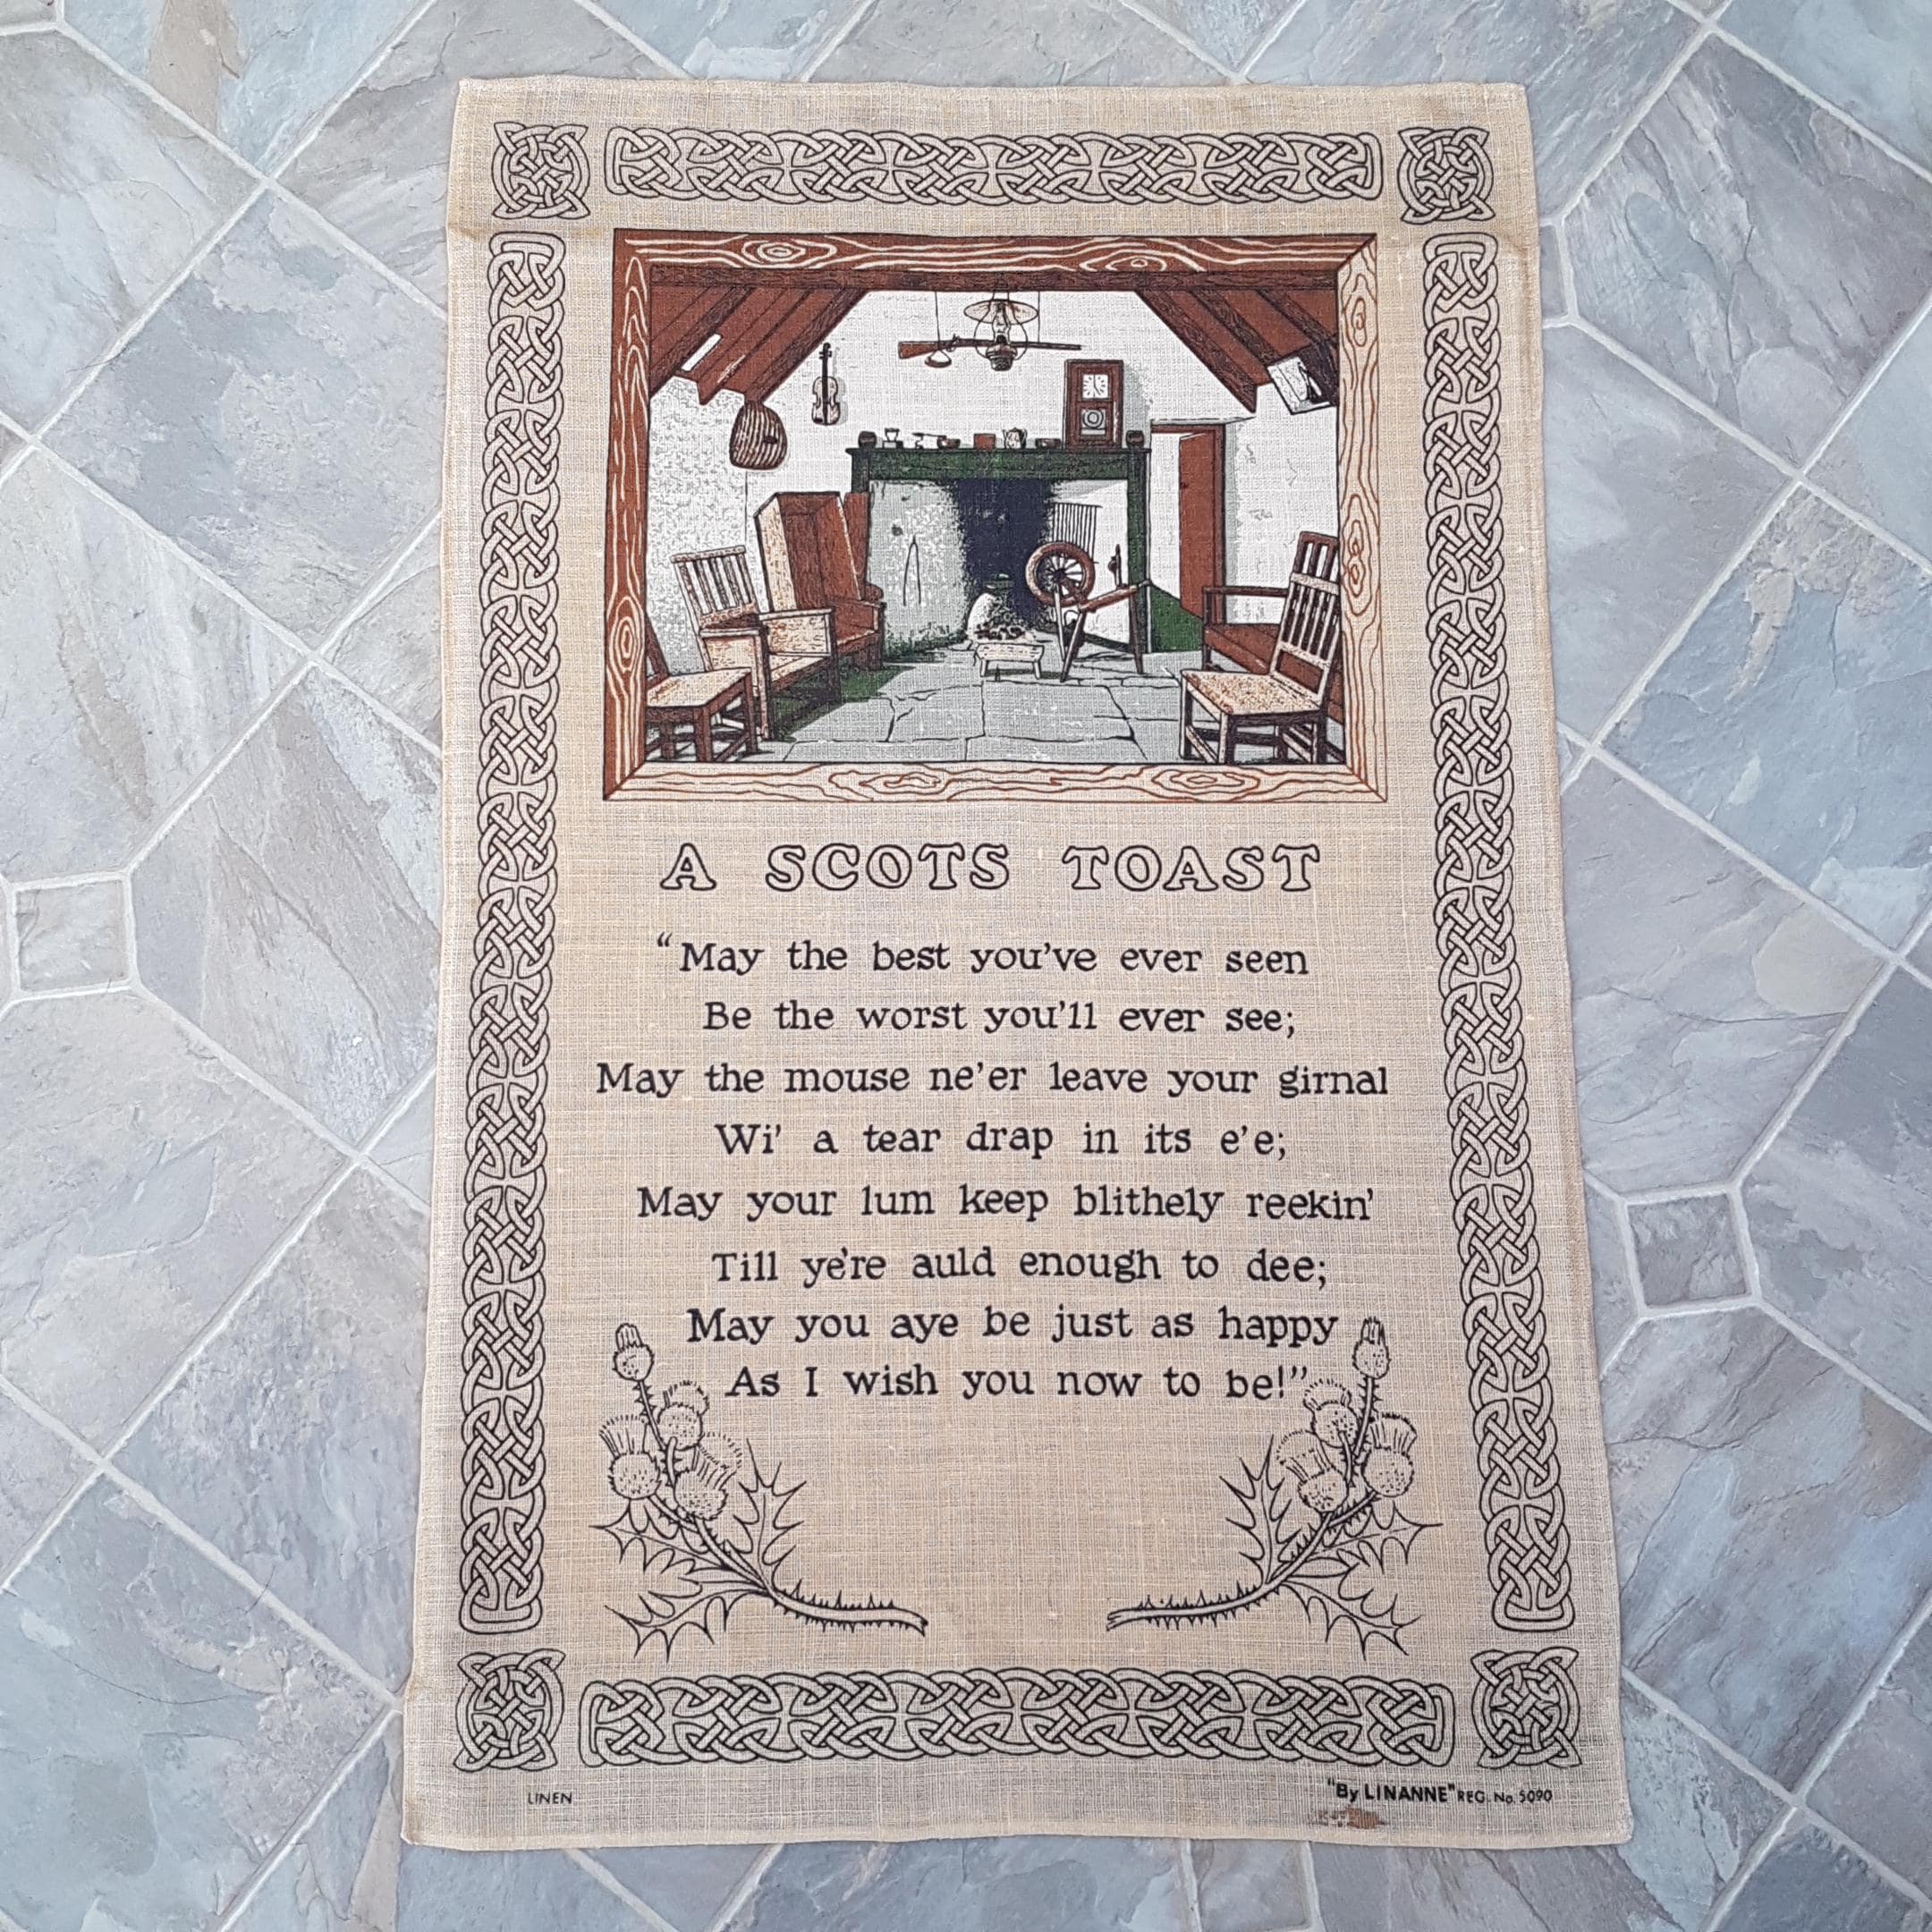 A SCOTS TOAST
“May the best you've ever seen
Be the worst you'll ever see;
May the mouse ne'er leave your girnal
Wi' a tear drap in its e'e;
May your lum keep blithely reekin'
Till ye're auld enough to dee;
May you aye be just as happy
As I wish you now to be!”
LINEN
"By LINANNE" REG. No. 5090